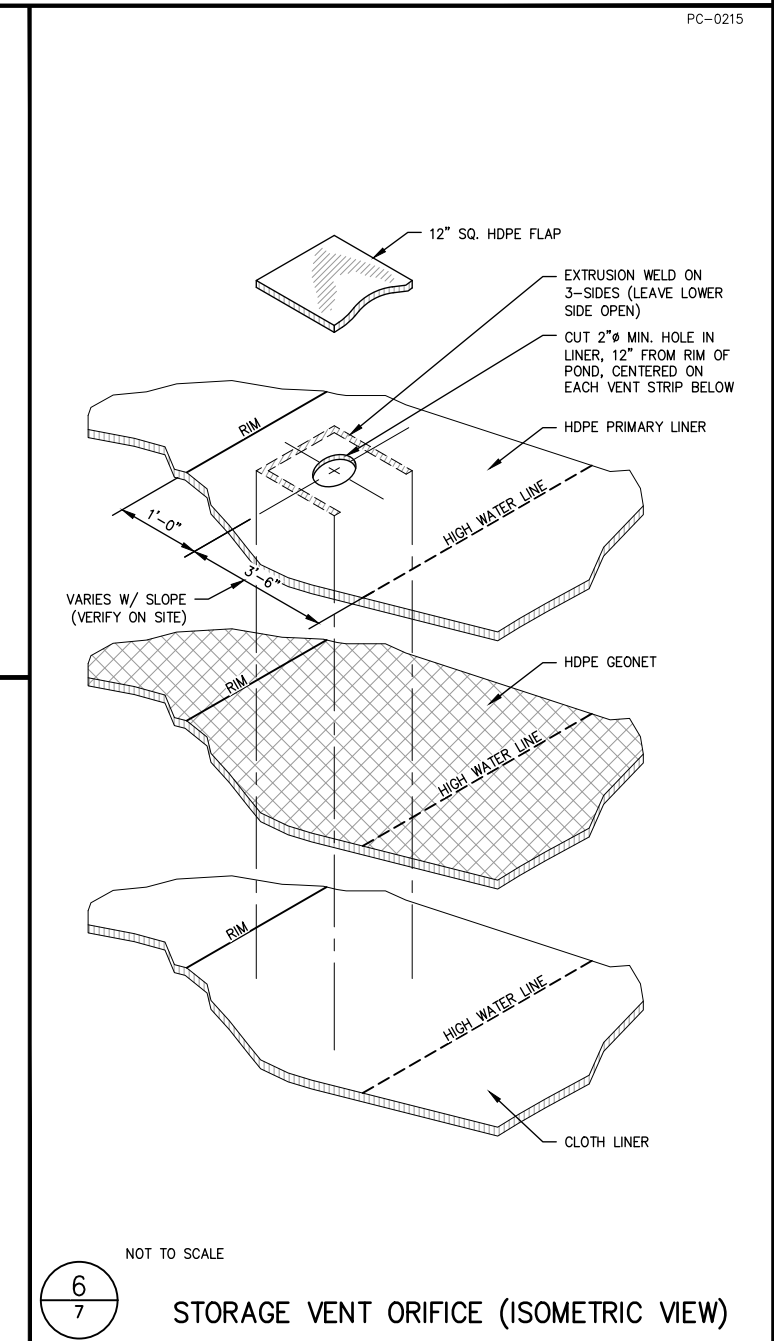 PC-0215
12" SQ. HDPE FLAP
EXTRUSION WELD ON
3-SIDES (LEAVE LOWER
SIDE OPEN)
CUT 2"ø MIN. HOLE IN
LINER, 12" FROM RIM OF
POND, CENTERED ON
EACH VENT STRIP BELOW
RIM
HDPE PRIMARY LINER
HIGH WATER LINE
1'-0"
3'-6"
VARIES W/ SLOPE
(VERIFY ON SITE)
HDPE GEONET
RIM
HIGH WATER LINE
RIM
HIGH WATER LINE
CLOTH LINER
NOT TO SCALE
6
7
STORAGE VENT ORIFICE (ISOMETRIC VIEW)